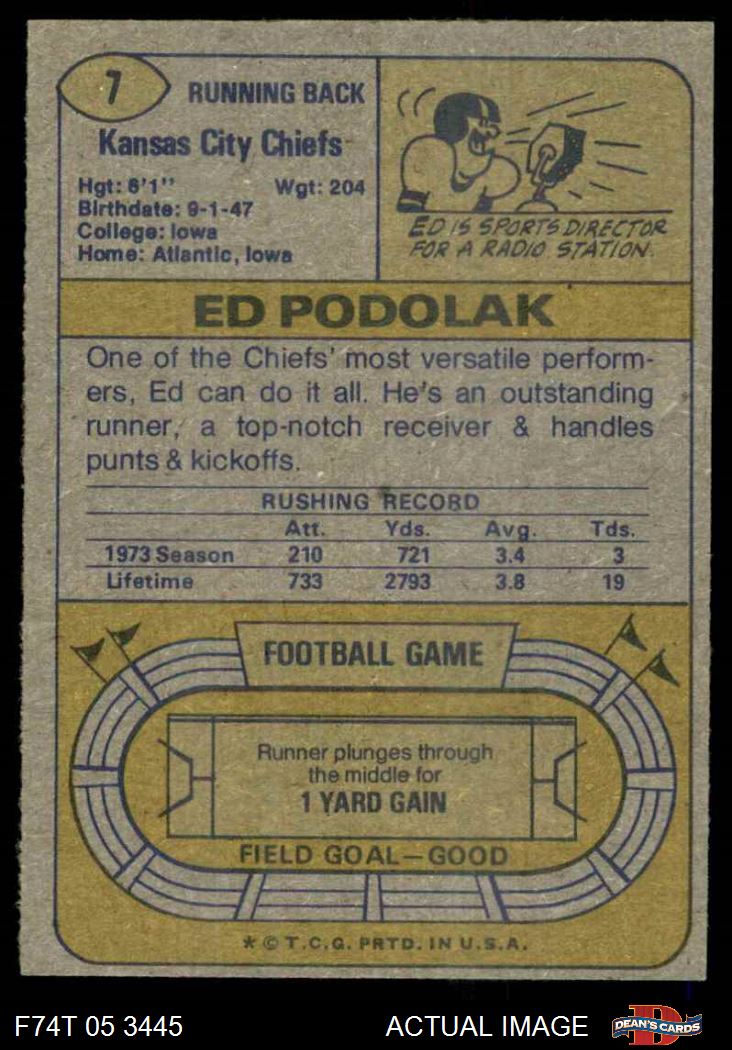 7
RUNNING BACK
Kansas City Chiefs
Hgt: 6'1" Wgt: 204
Birthdate: 9-1-47
College: Iowa
Home: Atlantic, Iowa
ED IS SPORTS DIRECTOR
FOR A RADIO STATION.
ED PODOLAK
One of the Chiefs' most versatile perform-
ers, Ed can do it all. He's an outstanding
runner, a top-notch receiver & handles
punts & kickoffs.
RUSHING RECORD
Att. Yds. Avg. Tds.
1973 Season 210 721 3.4 3
Lifetime 733 2793 3.8 19
FOOTBALL GAME
Runner plunges through
the middle for
1 YARD GAIN
FIELD GOAL—GOOD
* © T.C.G. PRTD. IN U.S.A.
F74T 05 3445 ACTUAL IMAGE
D
DEAN'S CARDS